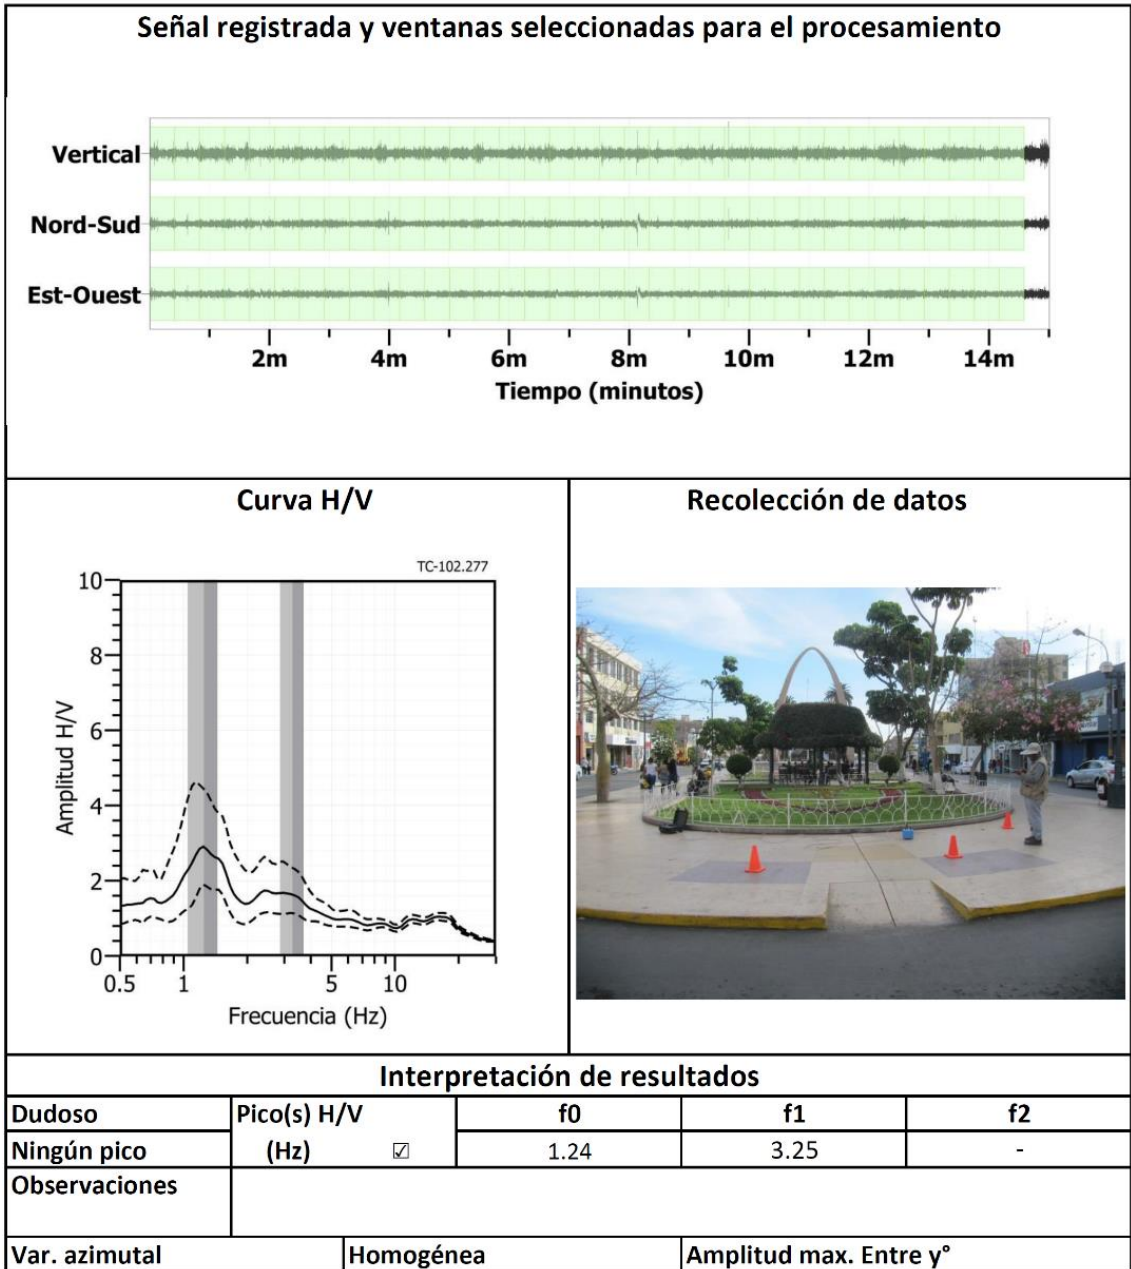 Señal registrada y ventanas seleccionadas para el procesamiento
Vertical
Nord-Sud
Est-Ouest
2m 4m 6m 8m 10m 12m 14m
Tiempo (minutos)
Curva H/V
Recolección de datos
TC-102.277
10
8
6
4
2
0
Amplitud H/V
0.5 1 5 10
Frecuencia (Hz)
Interpretación de resultados
Dudoso Pico(s) H/V f0 f1 f2
Ningún pico (Hz) ☑ 1.24 3.25 -
Observaciones
Var. azimutal Homogénea Amplitud max. Entre y°